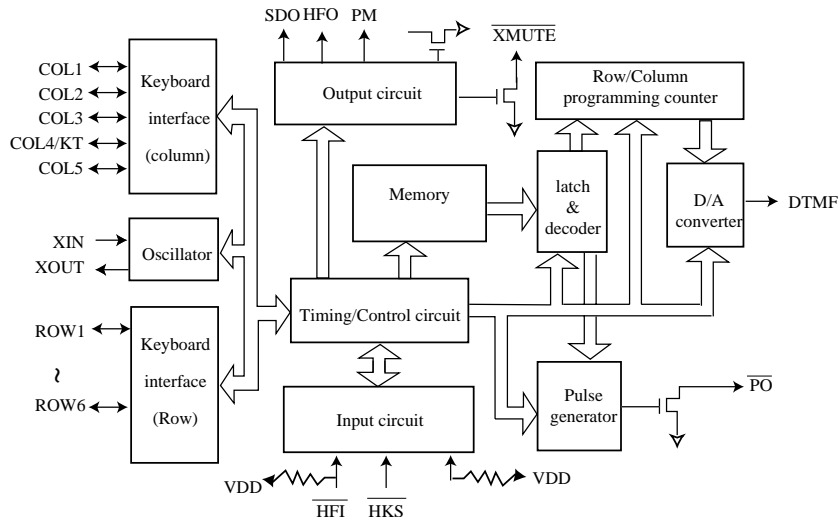 SDO HFO PM
XMUTE
COL1
COL2
COL3
COL4/KT
COL5
Keyboard
interface
(column)
Output circuit
Row/Column
programming counter
Memory
latch
&
decoder
D/A
converter
DTMF
XIN
XOUT
Oscillator
Timing/Control circuit
ROW1
~
ROW6
Keyboard
interface
(Row)
Input circuit
Pulse
generator
PO
VDD
VDD
HFI
HKS